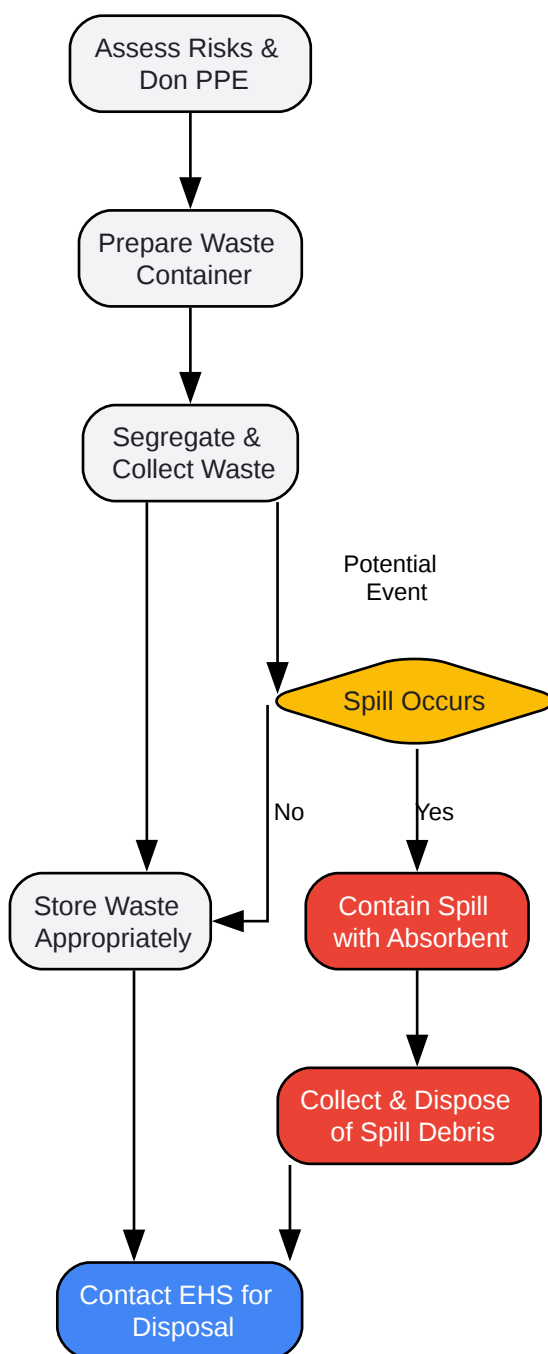 Assess Risks &
Don PPE
Prepare Waste
Container
Segregate &
Collect Waste
Potential
Event
Spill Occurs
No
Yes
Store Waste
Appropriately
Contain Spill
with Absorbent
Collect & Dispose
of Spill Debris
Contact EHS for
Disposal